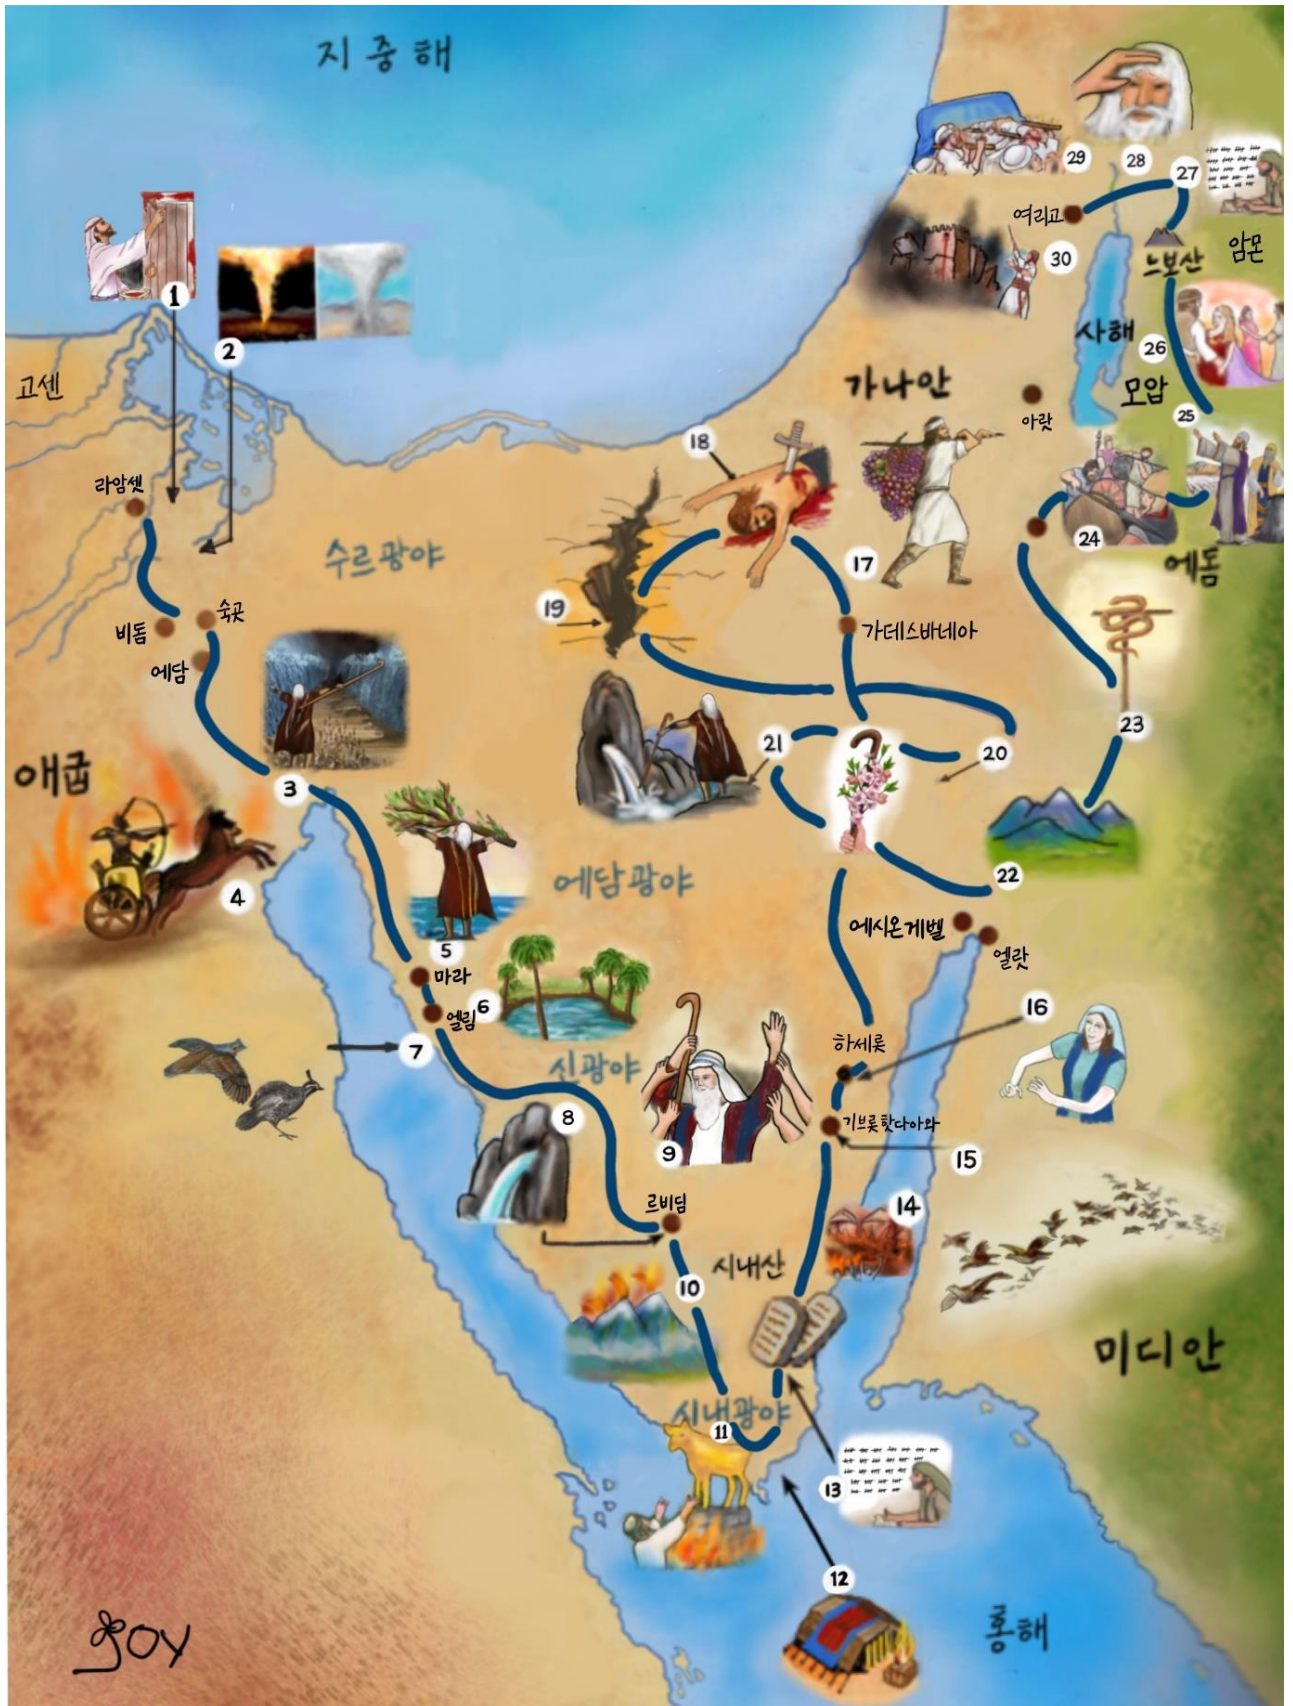 지중해
29
28
27
여리고
30
암몬
느보산
1
2
사해
26
고센
가나안
모압
아랏
25
18
라암셋
24
수르광야
17
에돔
19
숙곳
비돔
가데스바네아
에담
23
애굽
21
20
3
에담광야
22
4
에시온게벨
5
엘랏
마라
6
엘림
16
하세롯
7
신광야
8
기브롯핫다아와
9
15
르비딤
14
시내산
10
미디안
시내광야
11
13
12
홍해
JOY